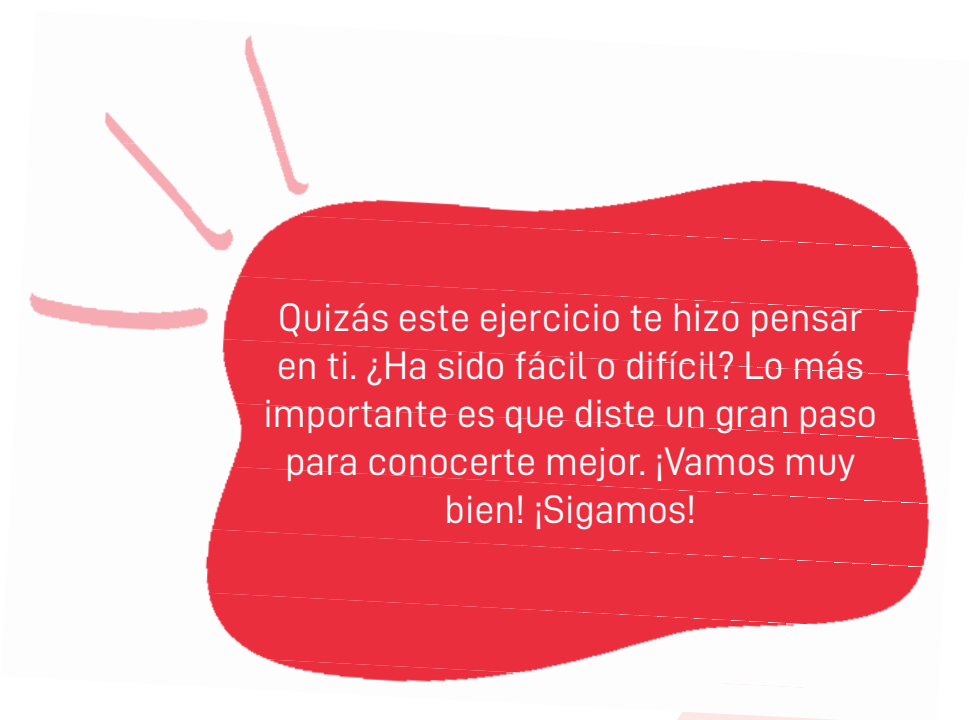 Quizás este ejercicio te hizo pensar
en ti. ¿Ha sido fácil o difícil? Lo más
importante es que diste un gran paso
para conocerte mejor. ¡Vamos muy
bien! ¡Sigamos!